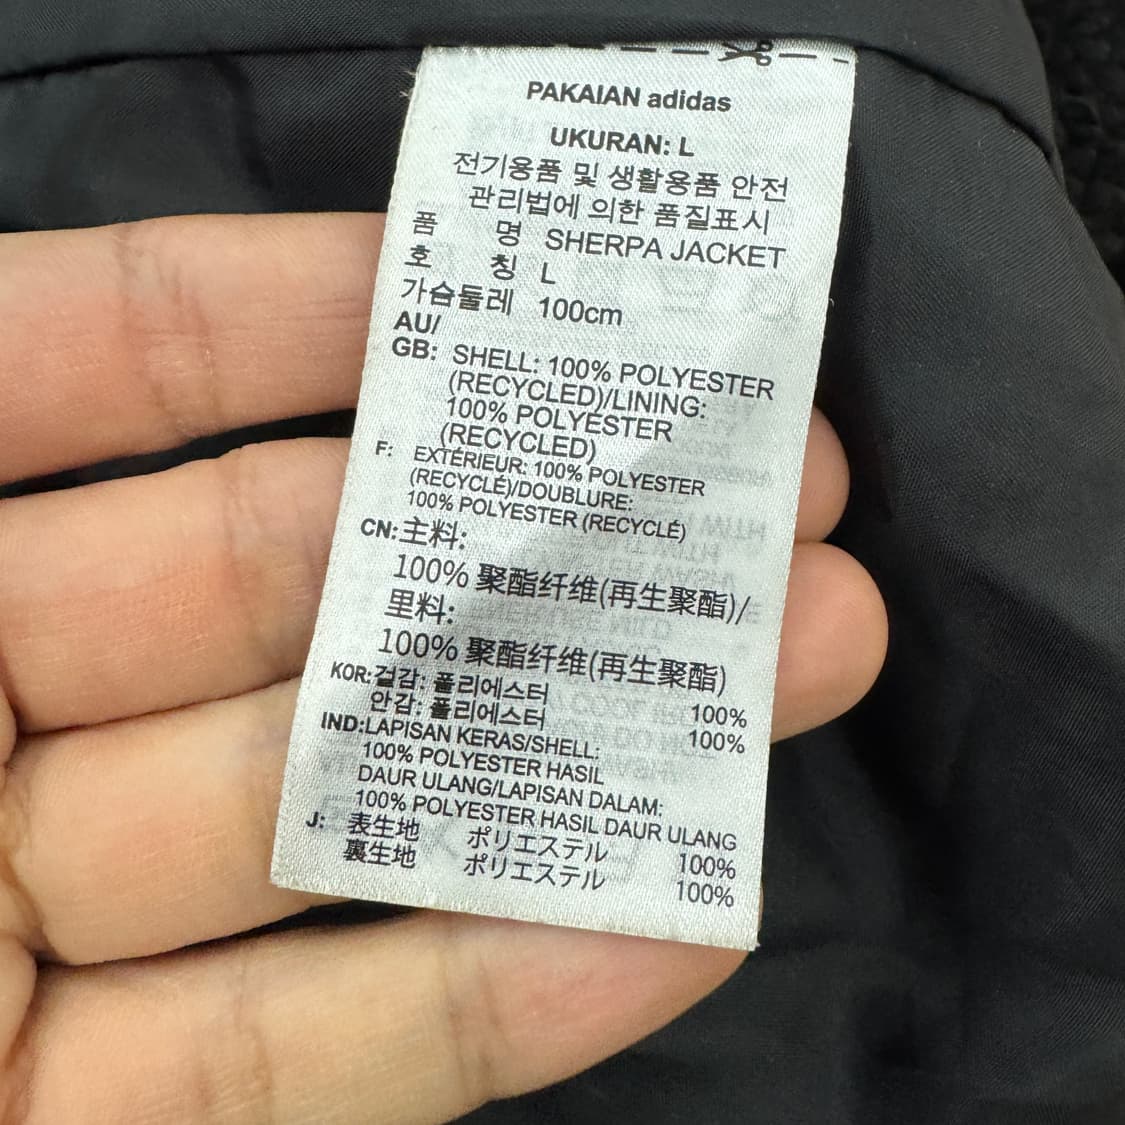 PAKAIAN adidas
UKURAN: L
전기용품 및 생활용품 안전
관리법에 의한 품질표시
품 명 SHERPA JACKET
호 칭 L
가슴둘레 100cm
AU/
GB: SHELL: 100% POLYESTER
(RECYCLED)/LINING:
100% POLYESTER
(RECYCLED)
F: EXTÉRIEUR: 100% POLYESTER
(RECYCLÉ)/DOUBLURE:
100% POLYESTER (RECYCLÉ)
CN: 主料:
100% 聚酯纤维(再生聚酯)/
里料:
100% 聚酯纤维(再生聚酯)
KOR: 겉감: 폴리에스터 100%
안감: 폴리에스터 100%
IND: LAPISAN KERAS/SHELL:
100% POLYESTER HASIL
DAUR ULANG/LAPISAN DALAM:
100% POLYESTER HASIL DAUR ULANG
J: 表生地 ポリエステル 100%
裏生地 ポリエステル 100%